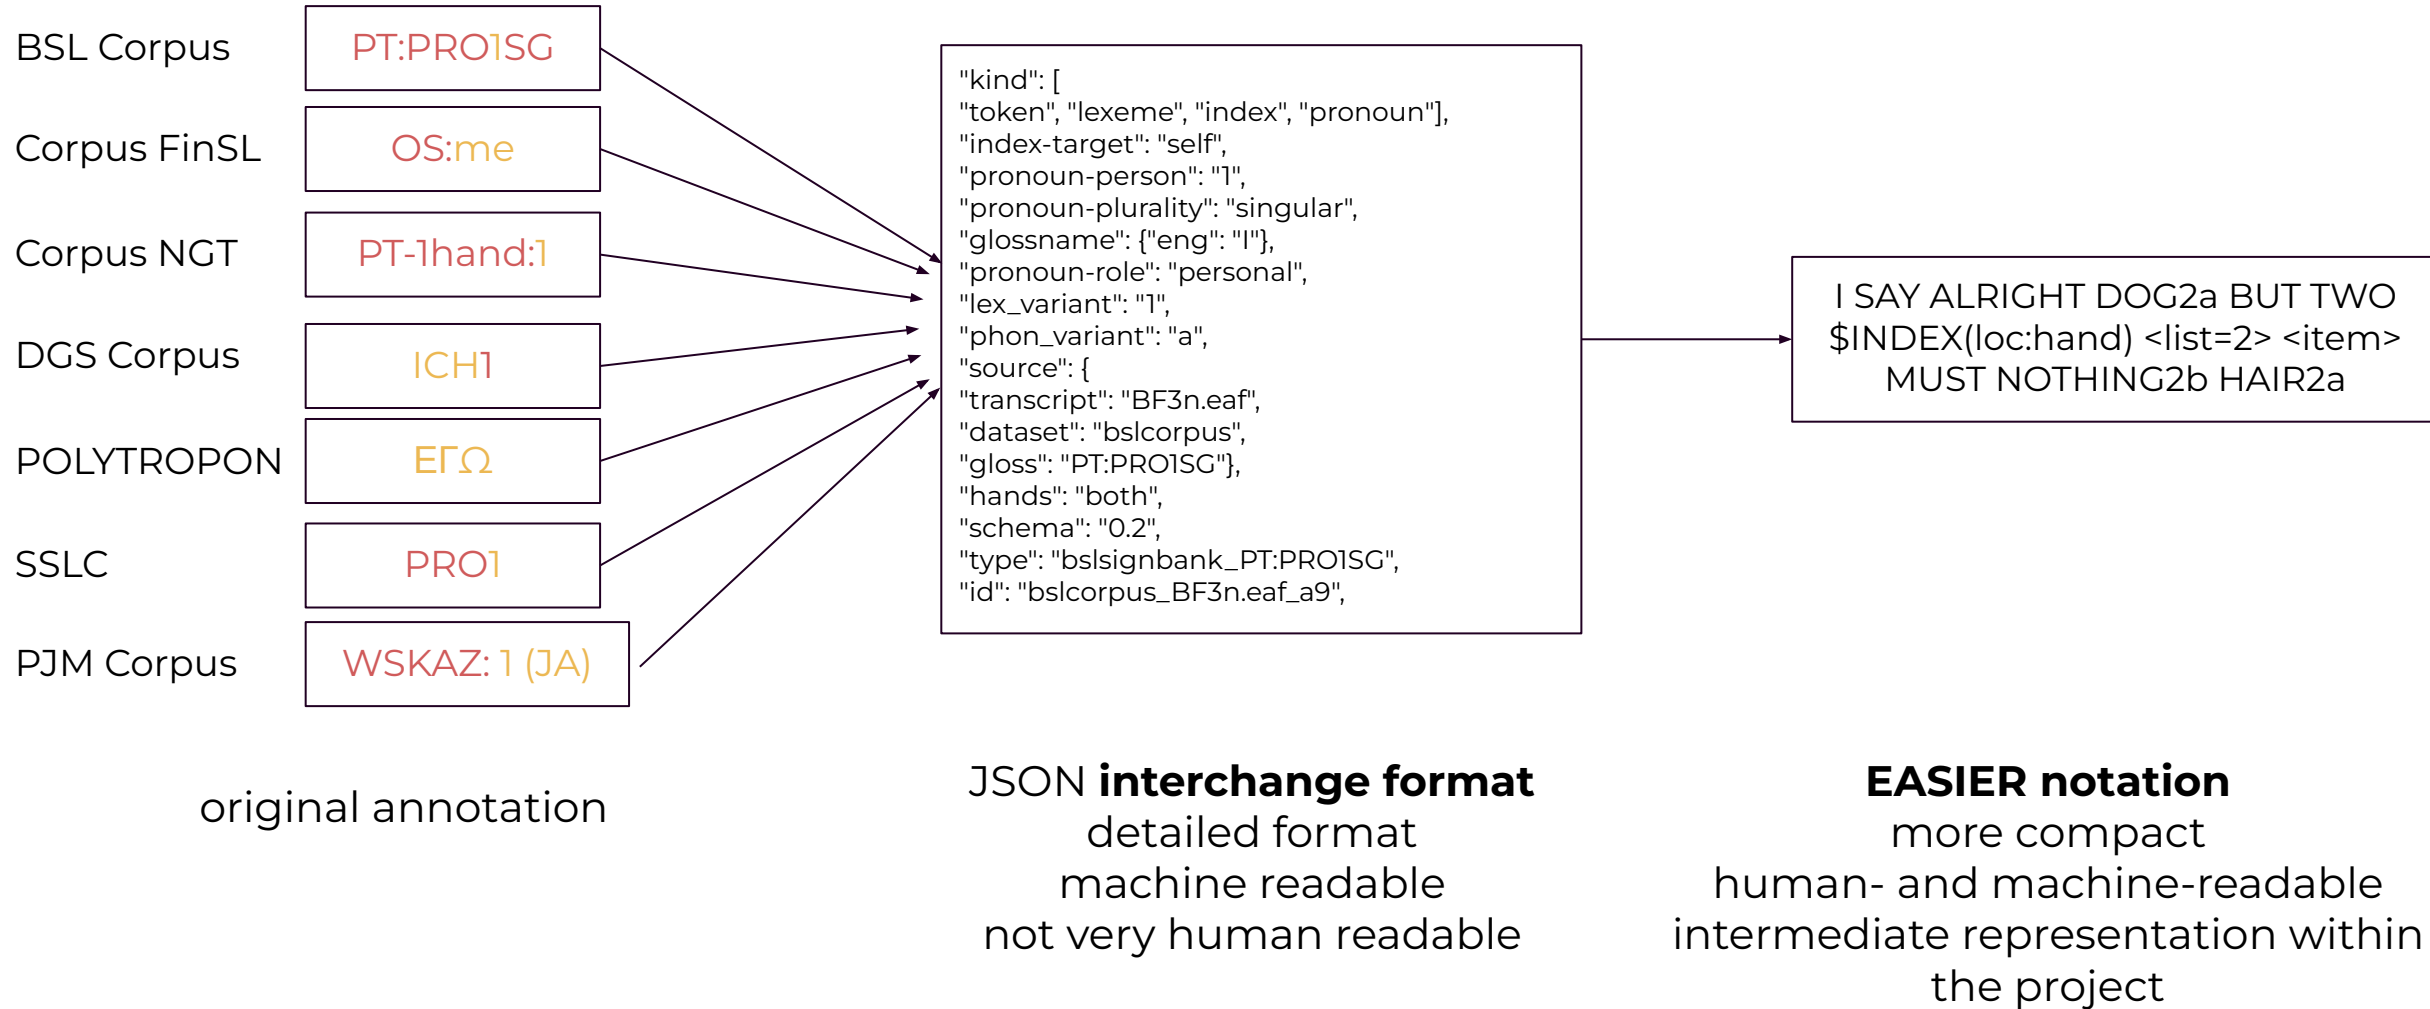 BSL Corpus
PT:PRO1SG
Corpus FinSL
OS:me
Corpus NGT
PT-1hand:1
DGS Corpus
ICH1
POLYTROPON
ΕΓΩ
SSLC
PRO1
PJM Corpus
WSKAZ: 1 (JA)
original annotation
"kind": [
"token", "lexeme", "index", "pronoun"],
"index-target": "self",
"pronoun-person": "1",
"pronoun-plurality": "singular",
"glossname": {"eng": "I"},
"pronoun-role": "personal",
"lex_variant": "1",
"phon_variant": "a",
"source": {
"transcript": "BF3n.eaf",
"dataset": "bslcorpus",
"gloss": "PT:PRO1SG"},
"hands": "both",
"schema": "0.2",
"type": "bslsignbank_PT:PRO1SG",
"id": "bslcorpus_BF3n.eaf_a9",
JSON interchange format
detailed format
machine readable
not very human readable
I SAY ALRIGHT DOG2a BUT TWO
$INDEX(loc:hand) <list=2> <item>
MUST NOTHING2b HAIR2a
EASIER notation
more compact
human- and machine-readable
intermediate representation within
the project